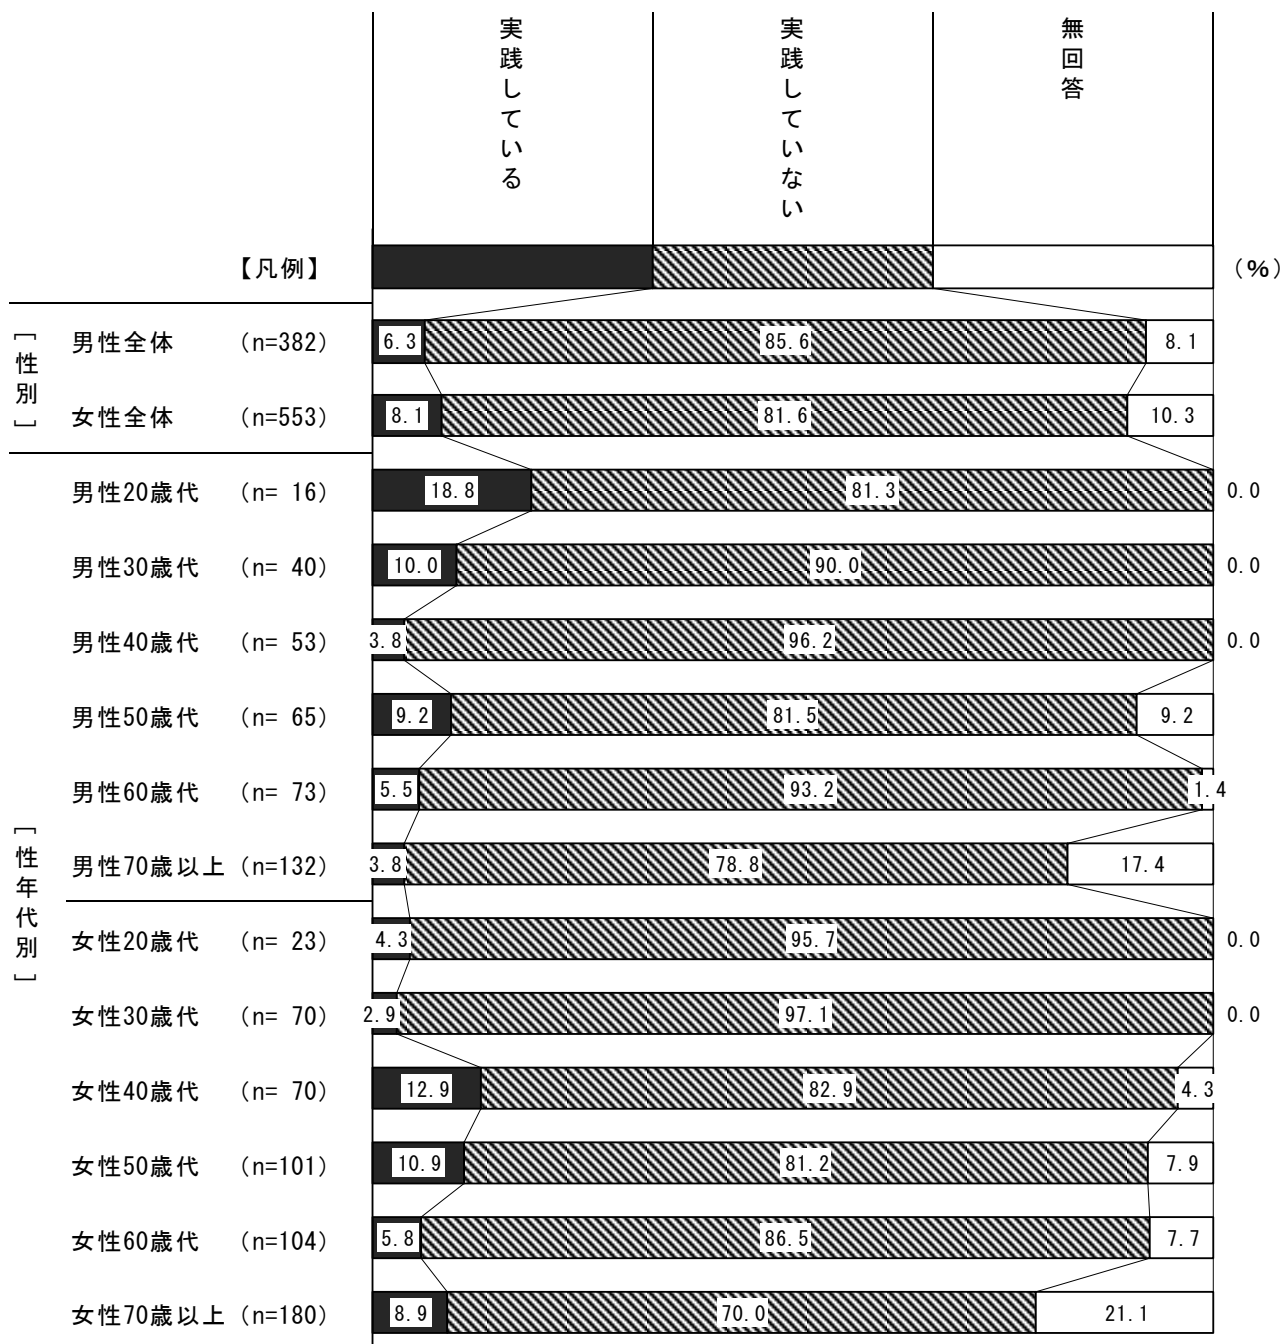 実践している
実践していない
無回答
【凡例】
（%）
［性別］
男性全体 （n=382） 6.3 85.6 8.1
女性全体 （n=553） 8.1 81.6 10.3
［性年代別］
男性20歳代 （n= 16） 18.8 81.3 0.0
男性30歳代 （n= 40） 10.0 90.0 0.0
男性40歳代 （n= 53） 3.8 96.2 0.0
男性50歳代 （n= 65） 9.2 81.5 9.2
男性60歳代 （n= 73） 5.5 93.2 1.4
男性70歳以上 （n=132） 3.8 78.8 17.4
女性20歳代 （n= 23） 4.3 95.7 0.0
女性30歳代 （n= 70） 2.9 97.1 0.0
女性40歳代 （n= 70） 12.9 82.9 4.3
女性50歳代 （n=101） 10.9 81.2 7.9
女性60歳代 （n=104） 5.8 86.5 7.7
女性70歳以上 （n=180） 8.9 70.0 21.1